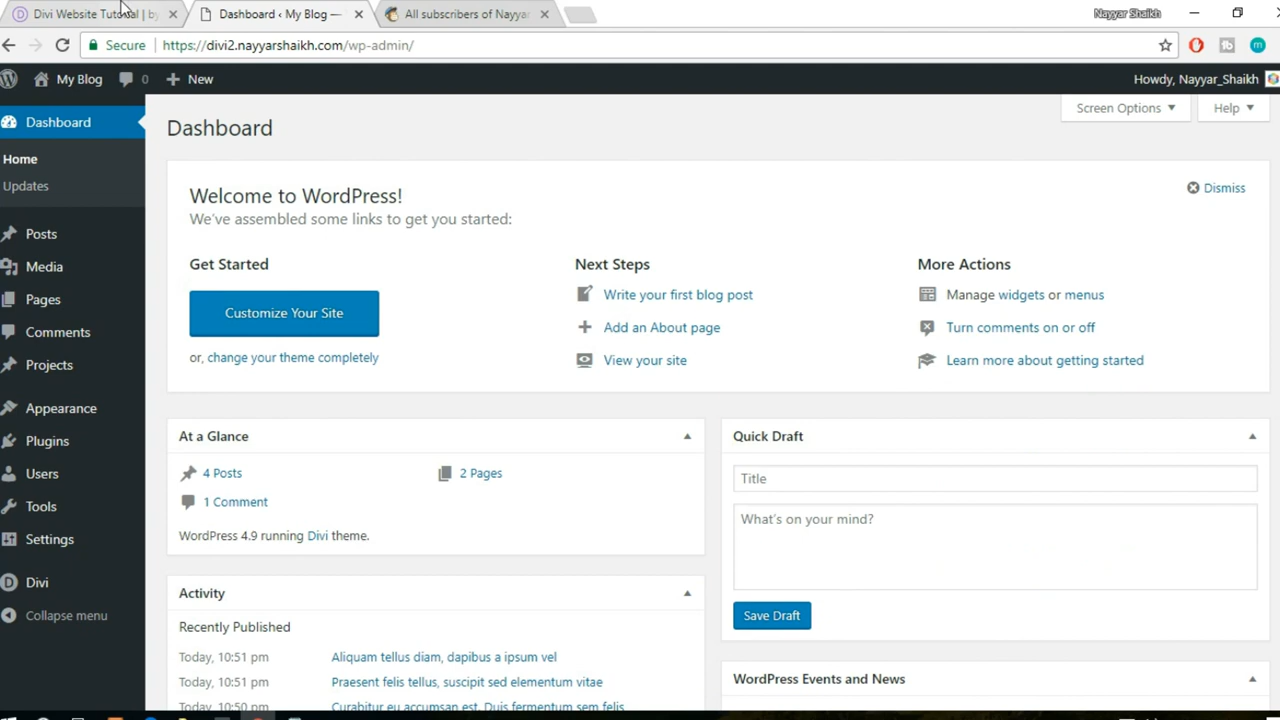 Divi Website Tutorial | by
Dashboard ‹ My Blog —
All subscribers of Nayyar
Nayyar Shaikh
Secure
https://divi2.nayyarshaikh.com/wp-admin/
My Blog
0
New
Howdy, Nayyar_Shaikh
Dashboard
Home
Updates
Posts
Media
Pages
Comments
Projects
Appearance
Plugins
Users
Tools
Settings
Divi
Collapse menu
Screen Options
Help
Dashboard
Welcome to WordPress!
Dismiss
We've assembled some links to get you started:
Get Started
Customize Your Site
or, change your theme completely
Next Steps
Write your first blog post
Add an About page
View your site
More Actions
Manage widgets or menus
Turn comments on or off
Learn more about getting started
At a Glance
4 Posts
2 Pages
1 Comment
WordPress 4.9 running Divi theme.
Activity
Recently Published
Today, 10:51 pm Aliquam tellus diam, dapibus a ipsum vel
Today, 10:51 pm Praesent felis tellus, suscipit sed elementum vitae
Today, 10:50 pm Curabitur eu accumsan est. Duis fermentum sem felis
Quick Draft
Title
What's on your mind?
Save Draft
WordPress Events and News